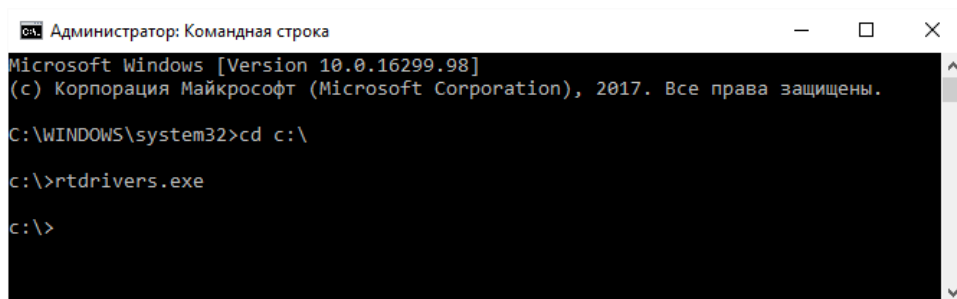 Администратор: Командная строка
Microsoft Windows [Version 10.0.16299.98]
(c) Корпорация Майкрософт (Microsoft Corporation), 2017. Все права защищены.
C:\WINDOWS\system32>cd c:\
c:\>rtdrivers.exe
c:\>